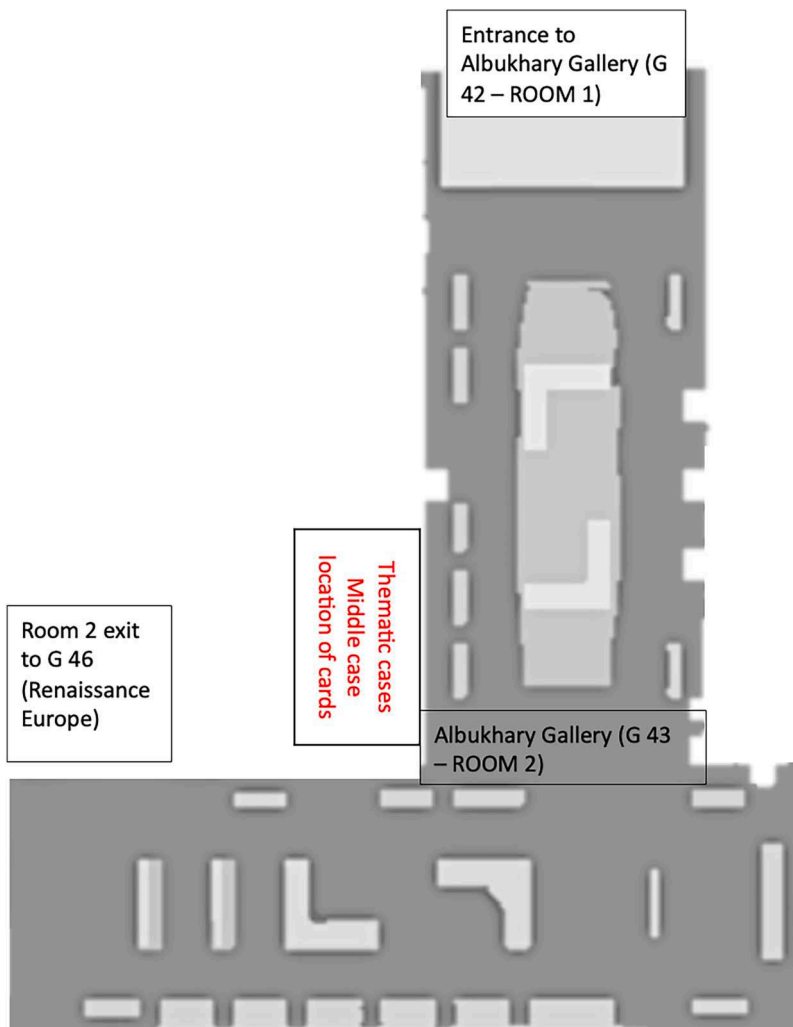 Entrance to
Albukhary Gallery (G
42 – ROOM 1)
Thematic cases
Middle case
location of cards
Room 2 exit
to G 46
(Renaissance
Europe)
Albukhary Gallery (G 43
– ROOM 2)